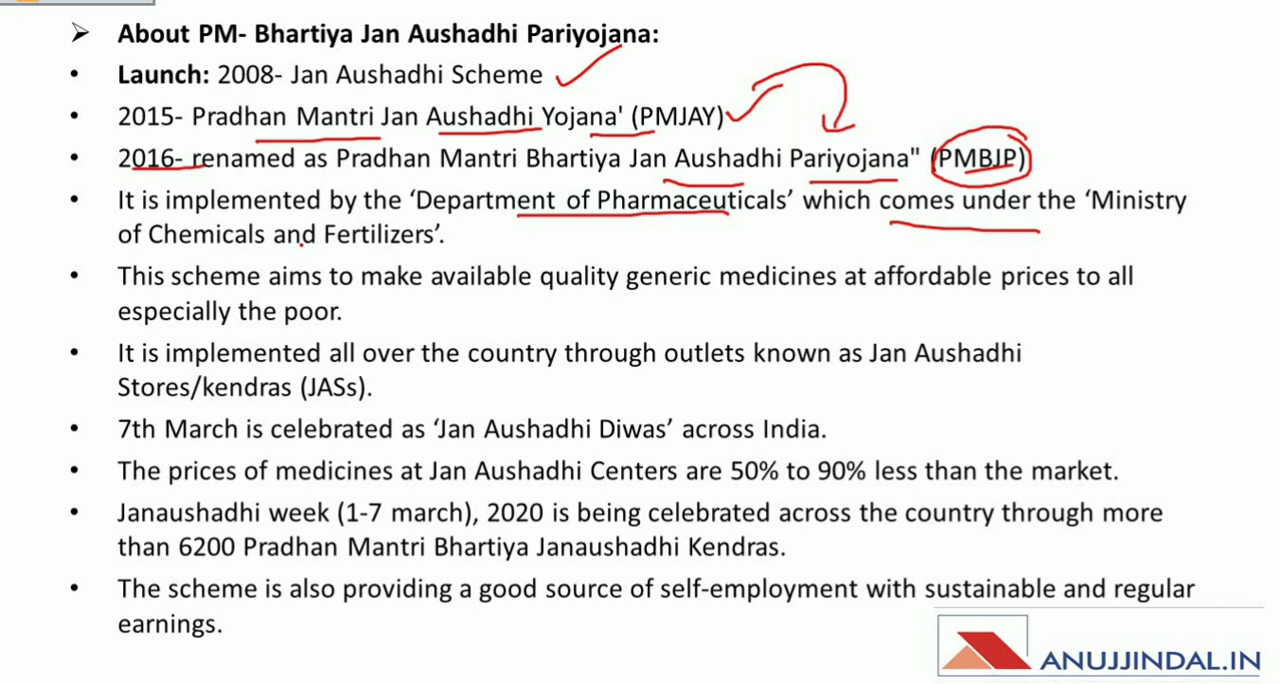 About PM- Bhartiya Jan Aushadhi Pariyojana:
Launch: 2008- Jan Aushadhi Scheme
2015- Pradhan Mantri Jan Aushadhi Yojana' (PMJAY)
2016- renamed as Pradhan Mantri Bhartiya Jan Aushadhi Pariyojana" (PMBJP)
It is implemented by the ‘Department of Pharmaceuticals’ which comes under the ‘Ministry
of Chemicals and Fertilizers’.
This scheme aims to make available quality generic medicines at affordable prices to all
especially the poor.
It is implemented all over the country through outlets known as Jan Aushadhi
Stores/kendras (JASs).
7th March is celebrated as ‘Jan Aushadhi Diwas’ across India.
The prices of medicines at Jan Aushadhi Centers are 50% to 90% less than the market.
Janaushadhi week (1-7 march), 2020 is being celebrated across the country through more
than 6200 Pradhan Mantri Bhartiya Janaushadhi Kendras.
The scheme is also providing a good source of self-employment with sustainable and regular
earnings.
ANUJJINDAL.IN